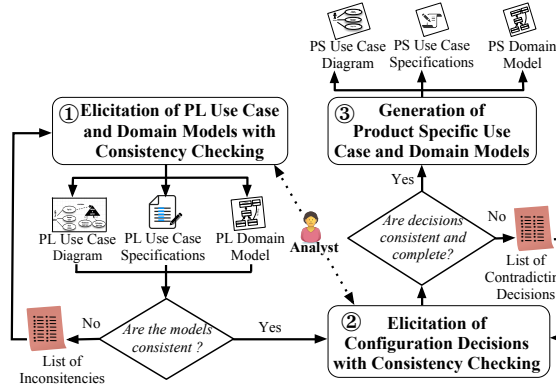 PS Use Case
Diagram
PS Use Case
Specifications
PS Domain
Model
① Elicitation of PL Use Case
and Domain Models with
Consistency Checking
③ Generation of
Product Specific Use
Case and Domain Models
PL Use Case
Diagram
PL Use Case
Specifications
PL Domain
Model
Analyst
Yes
Are decisions
consistent and
complete?
No
List of
Contradictin
Decisions
Are the models
consistent ?
No
Yes
List of
Inconsitencies
② Elicitation of
Configuration Decisions
with Consistency Checking